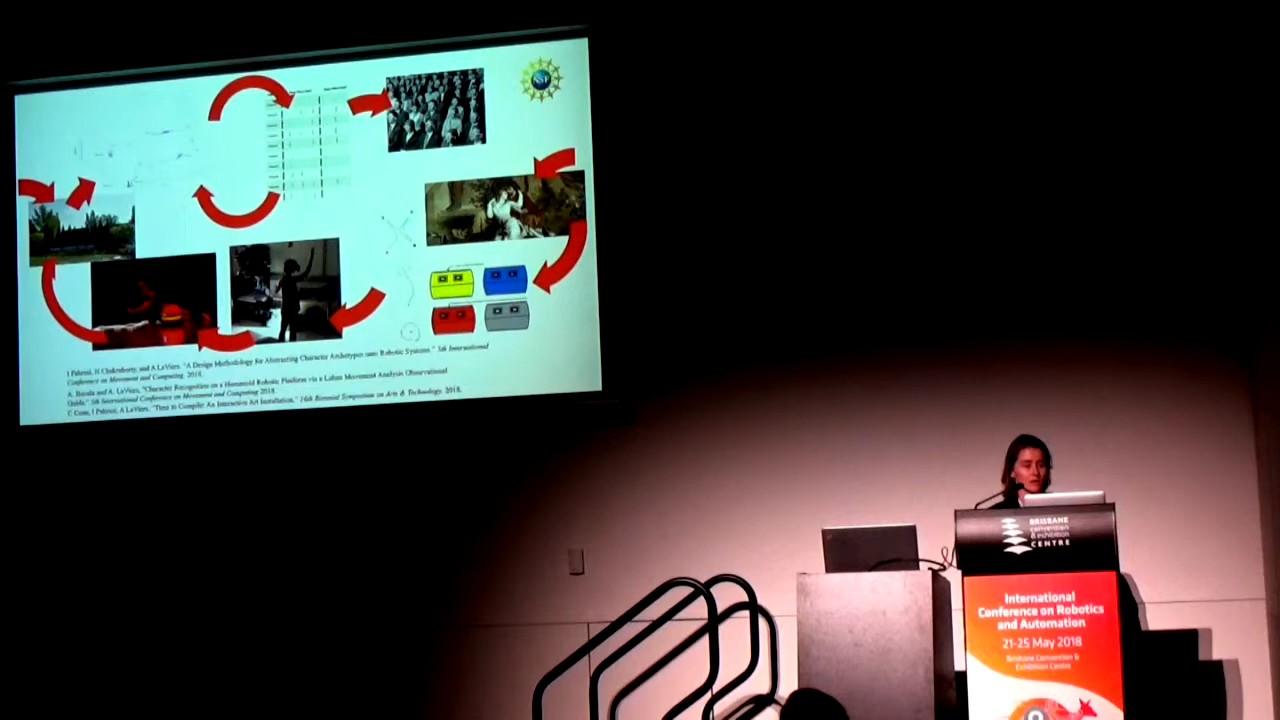 NSF
I Pakrasi, N Chakraborty, and A LaViers. "A Design Methodology for Abstracting Character Archetypes onto Robotic Systems." 5th International
Conference on Movement and Computing. 2018.
and A. LaViers, "Character Recognition on a Humanoid Robotic Platform via a Laban Movement Analysis Observational
5th International Conference on Movement and Computing 2018.
C Cuan, I Pakrasi, A LaViers. "Time to Compile: An Interactive Art Installation." 16th Biennial Symposium on Arts & Technology. 2018.
BRISBANE
convention
& exhibition
CENTRE
International
Conference on Robotics
and Automation
21-25 May 2018
Brisbane Convention &
Exhibition Centre